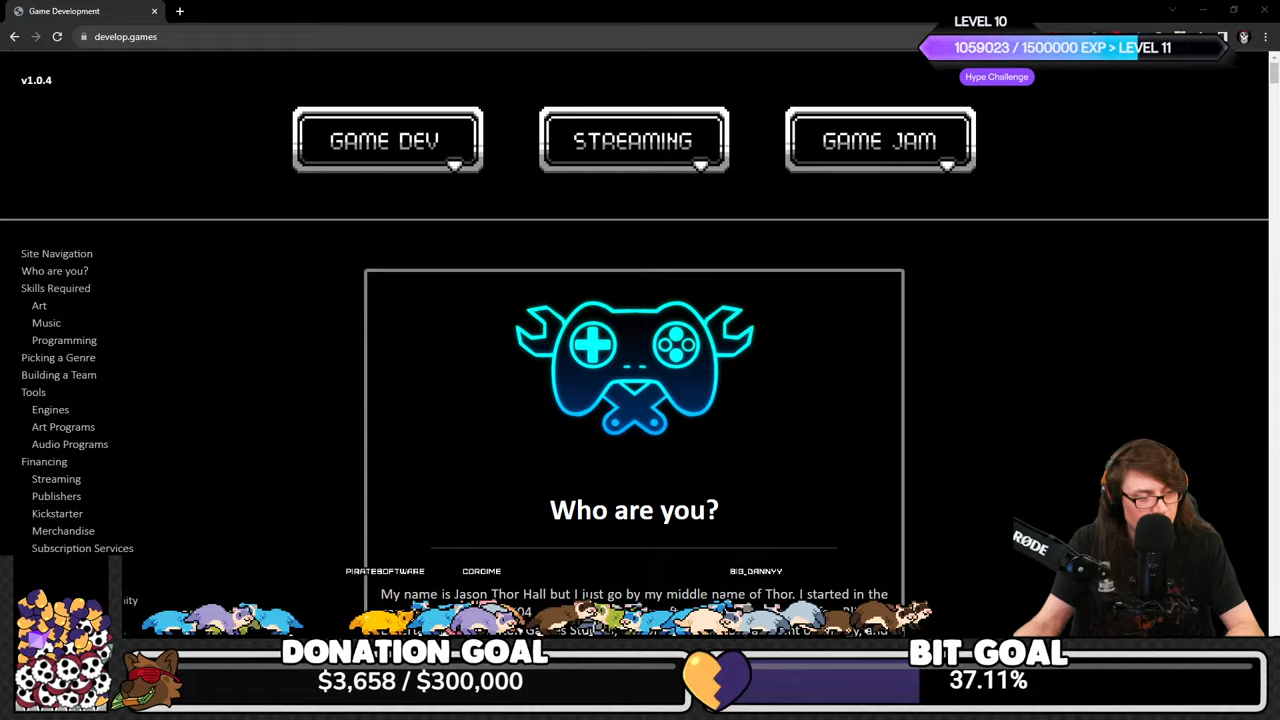 Game Development
develop.games
LEVEL 10
1059023 / 1500000 EXP > LEVEL 11
Hype Challenge
v1.0.4
GAME DEV
STREAMING
GAME JAM
Site Navigation
Who are you?
Skills Required
Art
Music
Programming
Picking a Genre
Building a Team
Tools
Engines
Art Programs
Audio Programs
Financing
Streaming
Publishers
Kickstarter
Merchandise
Subscription Services
Who are you?
PIRATESOFTWARE
CORDIME
BIG_DANNYY
My name is Jason Thor Hall but I just go by my middle name of Thor. I started in the
RØDE
DONATION GOAL
$3,658 / $300,000
BIT GOAL
37.11%